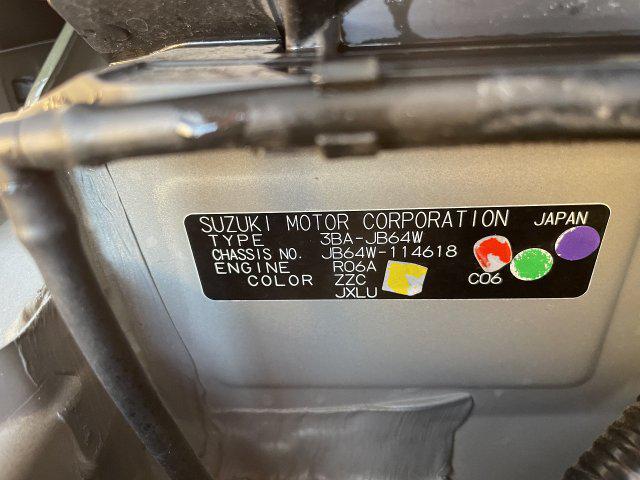 SUZUKI MOTOR CORPORATION JAPAN
TYPE 3BA-JB64W
CHASSIS NO. JB64W-114618
ENGINE R06A C06
COLOR ZZC
JXLU